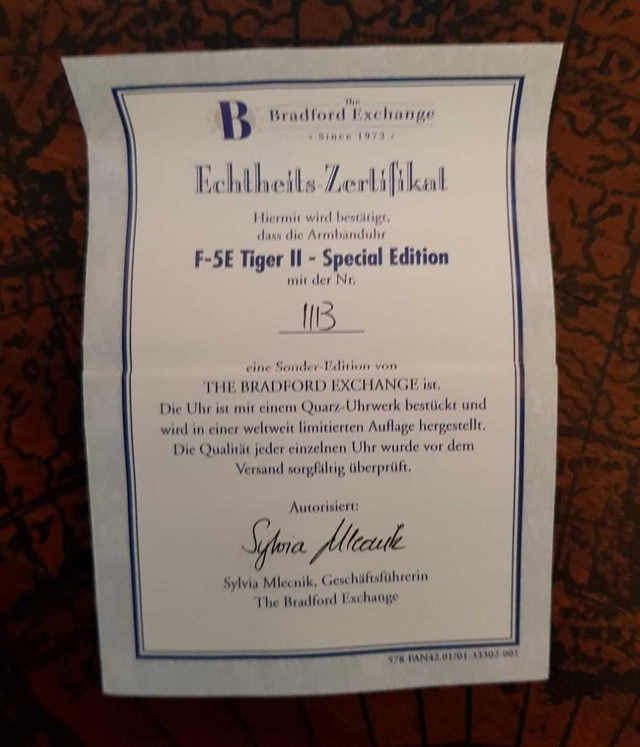 B
The
Bradford Exchange
• Since 1973 •
Echtheits-Zertifikat
Hiermit wird bestätigt,
dass die Armbanduhr
F-5E Tiger II - Special Edition
mit der Nr.
1113
eine Sonder-Edition von
THE BRADFORD EXCHANGE ist.
Die Uhr ist mit einem Quarz-Uhrwerk bestückt und
wird in einer weltweit limitierten Auflage hergestellt.
Die Qualität jeder einzelnen Uhr wurde vor dem
Versand sorgfältig überprüft.
Autorisiert:
Sylvia Mlecnik
Sylvia Mlecnik, Geschäftsführerin
The Bradford Exchange